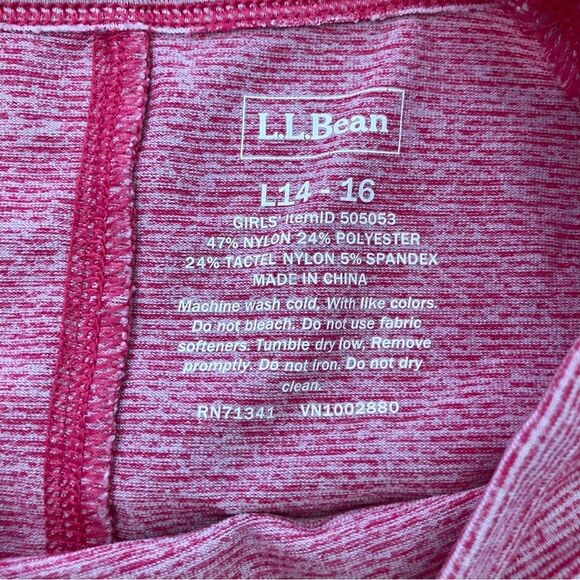 L.L.Bean
L14 - 16
GIRLS' ItemID 505053
47% NYLON 24% POLYESTER
24% TACTEL NYLON 5% SPANDEX
MADE IN CHINA
Machine wash cold, With like colors.
Do not bleach. Do not use fabric
softeners. Tumble dry low, Remove
promptly. Do not iron. Do not dry
clean.
RN71341 VN1002880